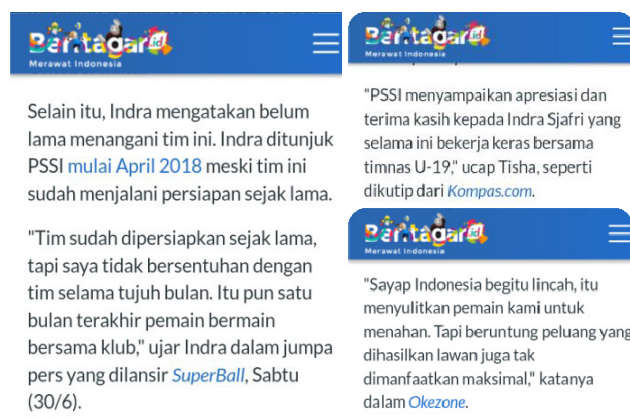 Beritagar.id
Merawat Indonesia
Selain itu, Indra mengatakan belum
lama menangani tim ini. Indra ditunjuk
PSSI mulai April 2018 meski tim ini
sudah menjalani persiapan sejak lama.
"Tim sudah dipersiapkan sejak lama,
tapi saya tidak bersentuhan dengan
tim selama tujuh bulan. Itu pun satu
bulan terakhir pemain bermain
bersama klub," ujar Indra dalam jumpa
pers yang dilansir SuperBall, Sabtu
(30/6).
Beritagar.id
Merawat Indonesia
"PSSI menyampaikan apresiasi dan
terima kasih kepada Indra Sjafri yang
selama ini bekerja keras bersama
timnas U-19," ucap Tisha, seperti
dikutip dari Kompas.com.
Beritagar.id
Merawat Indonesia
"Sayap Indonesia begitu lincah, itu
menyulitkan pemain kami untuk
menahan. Tapi beruntung peluang yang
dihasilkan lawan juga tak
dimanfaatkan maksimal," katanya
dalam Okezone.